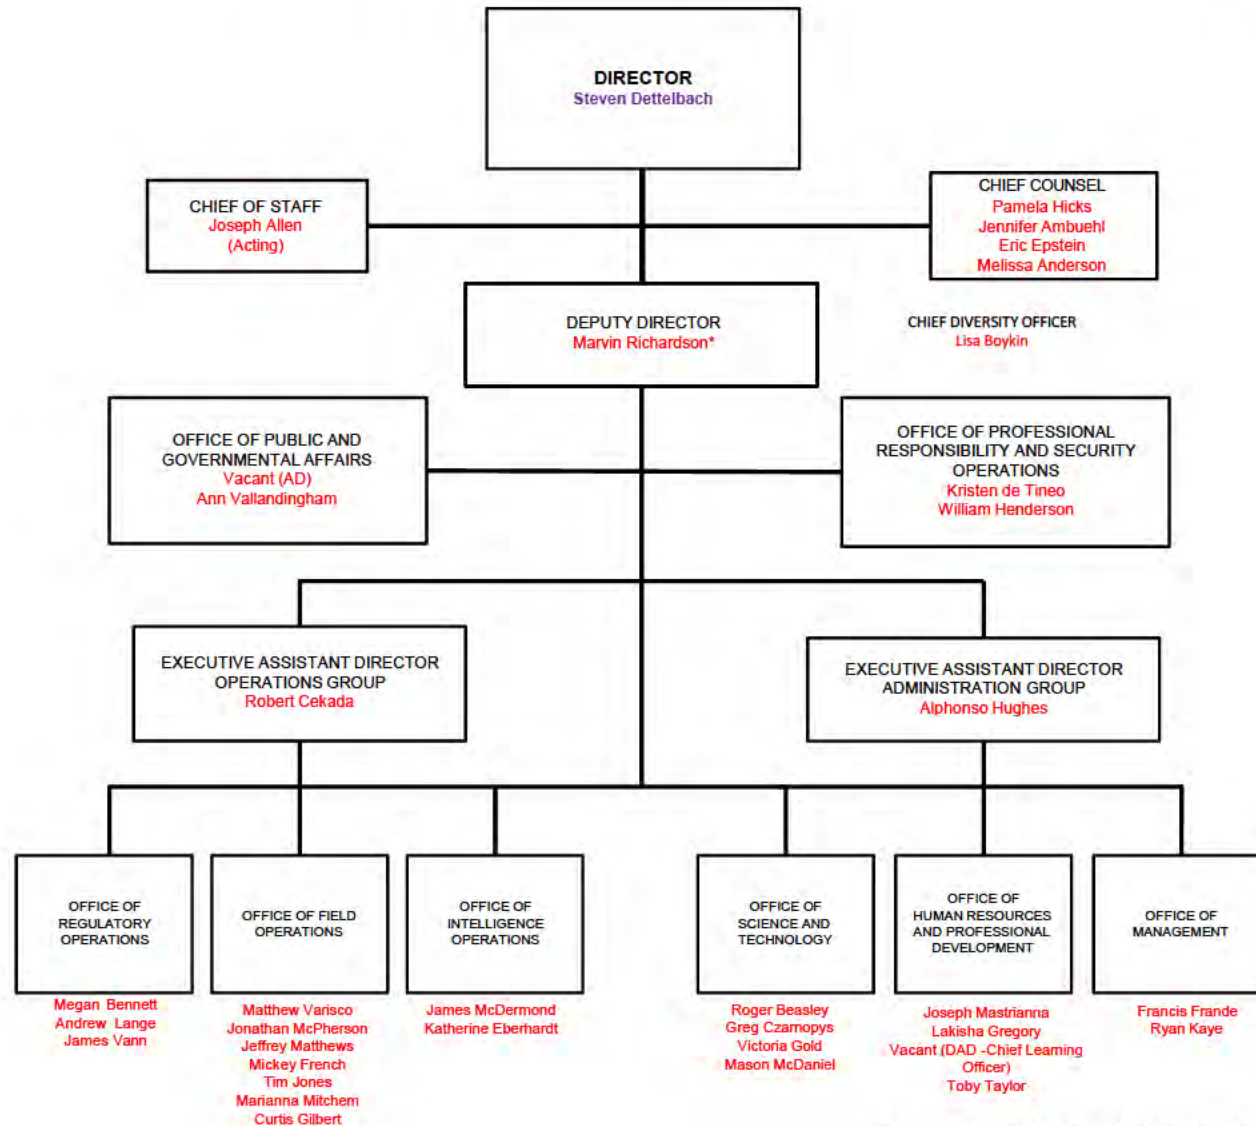 DIRECTOR
Steven Dettelbach
CHIEF OF STAFF
Joseph Allen
(Acting)
CHIEF COUNSEL
Pamela Hicks
Jennifer Ambuehl
Eric Epstein
Melissa Anderson
DEPUTY DIRECTOR
Marvin Richardson*
CHIEF DIVERSITY OFFICER
Lisa Boykin
OFFICE OF PUBLIC AND
GOVERNMENTAL AFFAIRS
Vacant (AD)
Ann Vallandingham
OFFICE OF PROFESSIONAL
RESPONSIBILITY AND SECURITY
OPERATIONS
Kristen de Tineo
William Henderson
EXECUTIVE ASSISTANT DIRECTOR
OPERATIONS GROUP
Robert Cekada
EXECUTIVE ASSISTANT DIRECTOR
ADMINISTRATION GROUP
Alphonso Hughes
OFFICE OF
REGULATORY
OPERATIONS
Megan Bennett
Andrew Lange
James Vann
OFFICE OF FIELD
OPERATIONS
Matthew Varisco
Jonathan McPherson
Jeffrey Matthews
Mickey French
Tim Jones
Marianna Mitchem
Curtis Gilbert
OFFICE OF
INTELLIGENCE
OPERATIONS
James McDermond
Katherine Eberhardt
OFFICE OF
SCIENCE AND
TECHNOLOGY
Roger Beasley
Greg Czarnopys
Victoria Gold
Mason McDaniel
OFFICE OF
HUMAN RESOURCES
AND PROFESSIONAL
DEVELOPMENT
Joseph Mastrianna
Lakisha Gregory
Vacant (DAD -Chief Learning
Officer)
Toby Taylor
OFFICE OF
MANAGEMENT
Francis Frande
Ryan Kaye